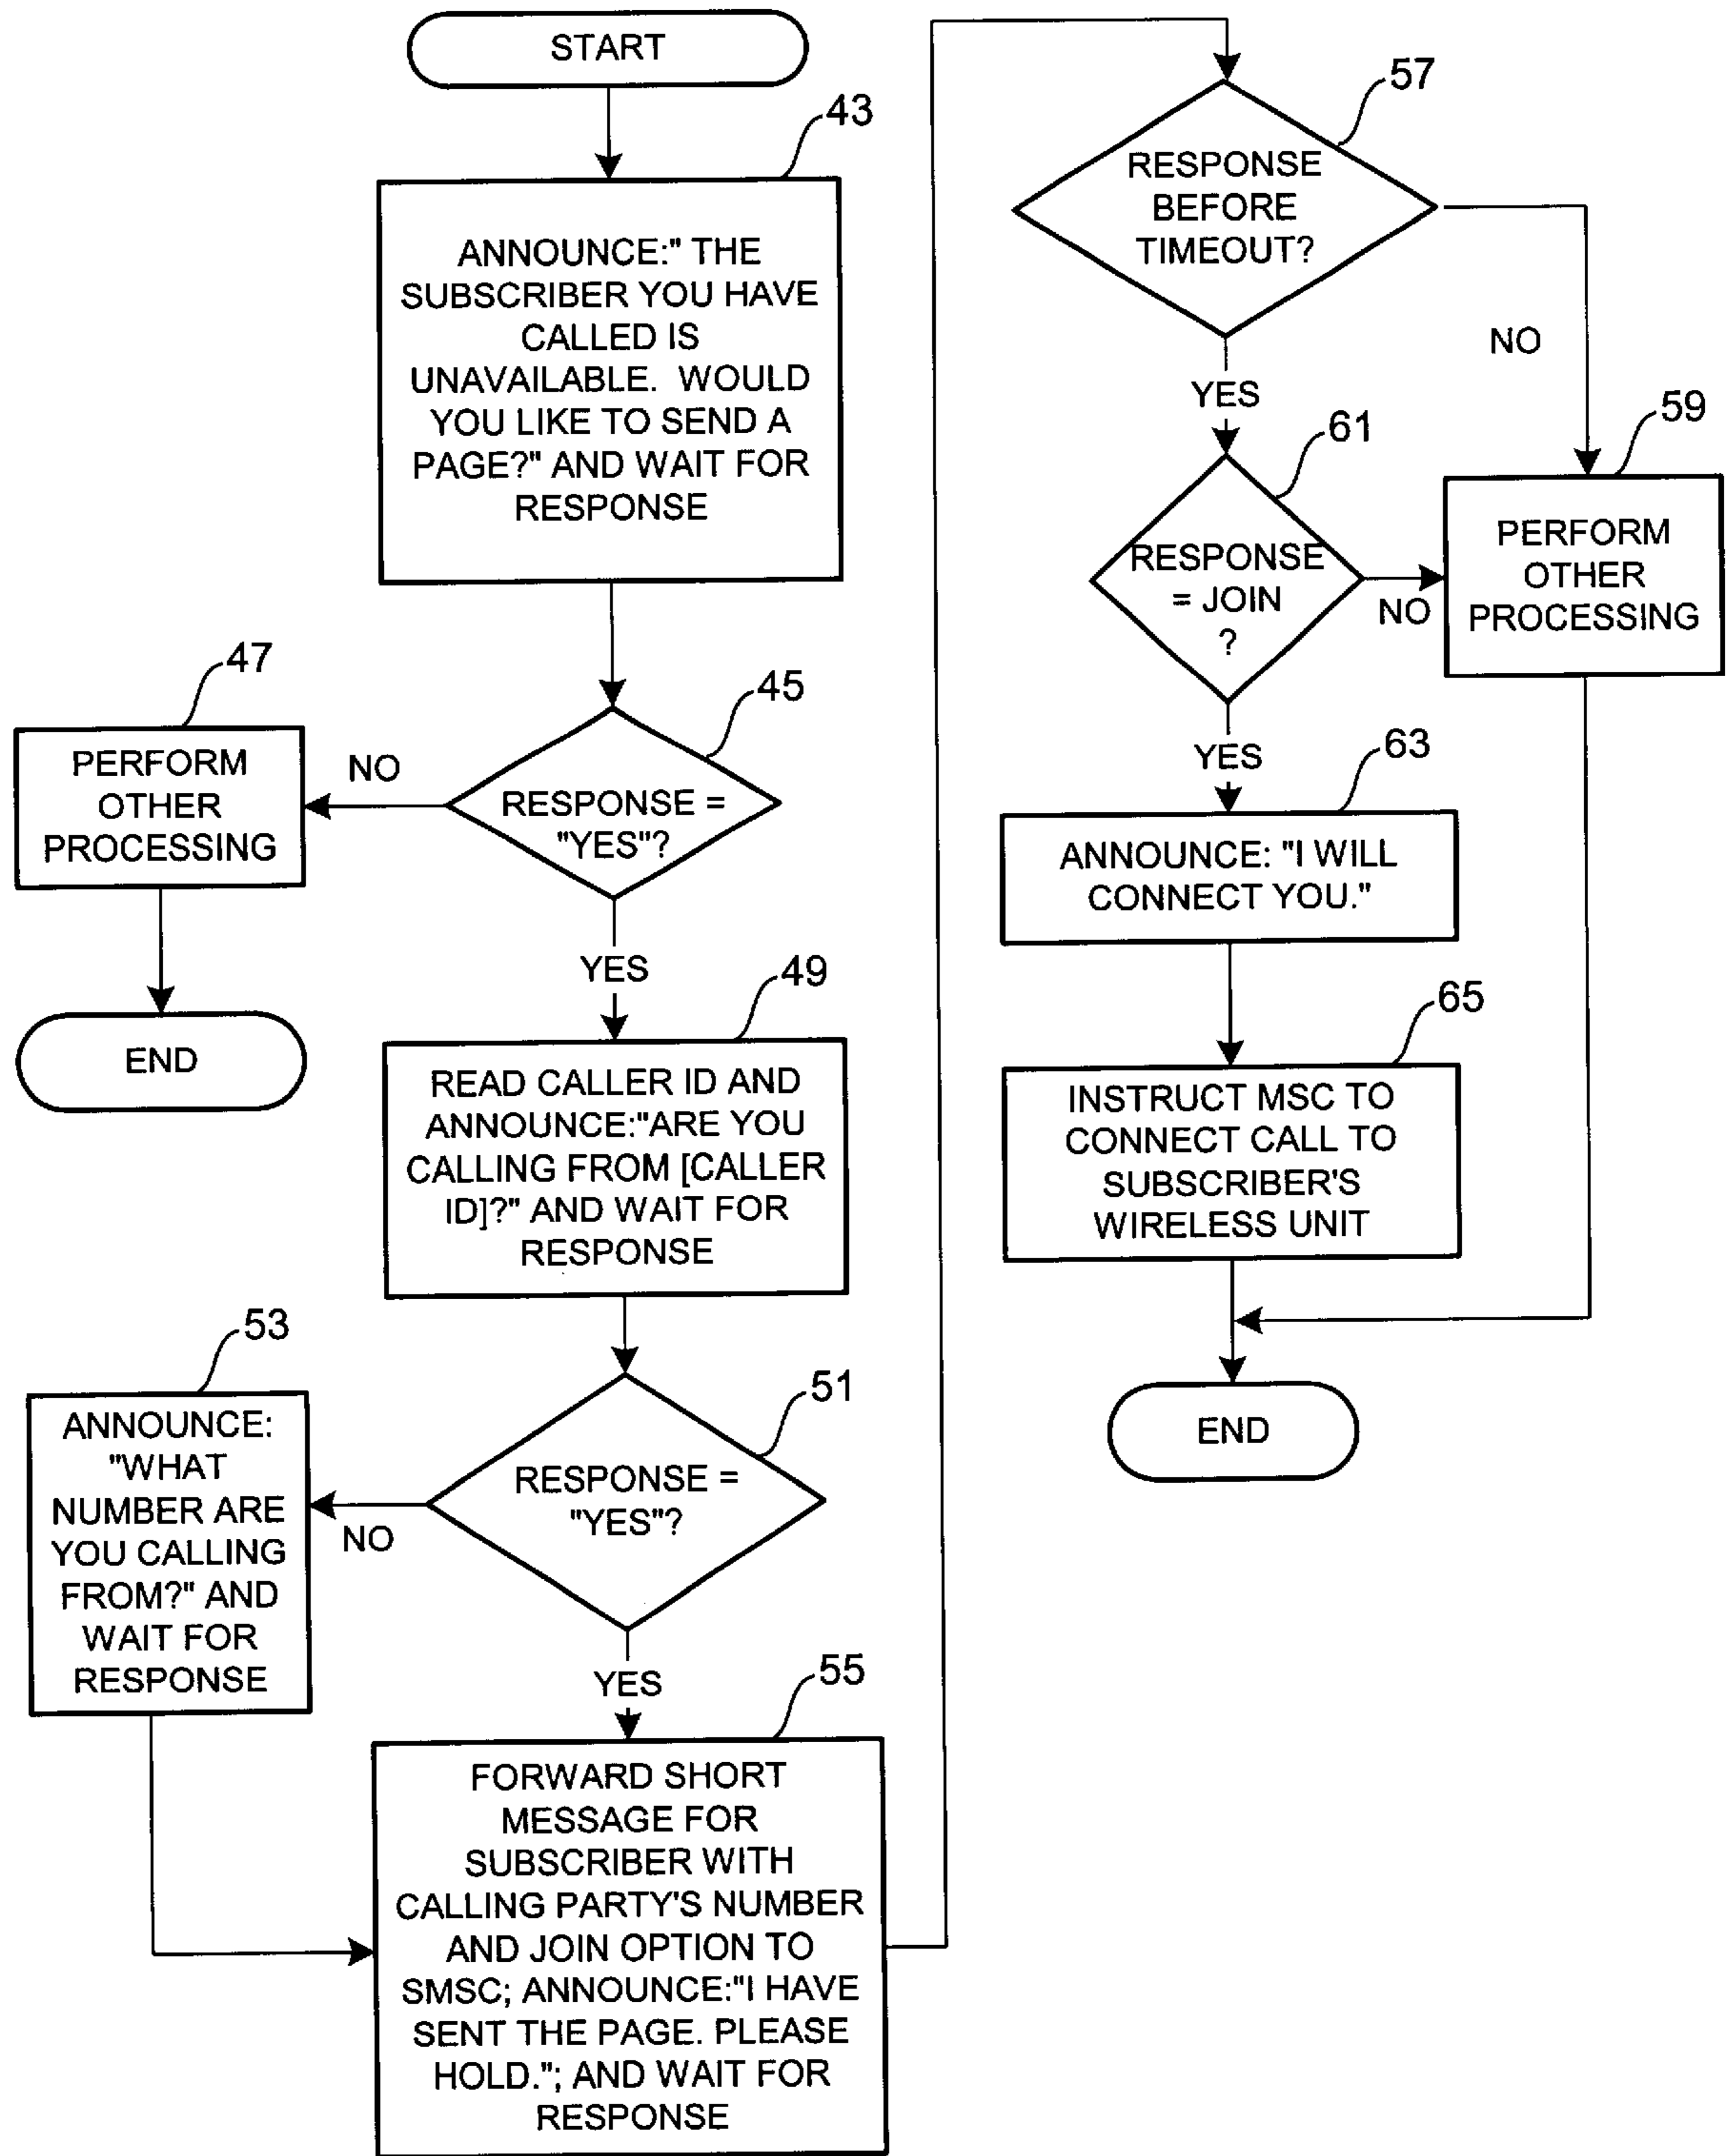 START
43
ANNOUNCE:" THE
SUBSCRIBER YOU HAVE
CALLED IS
UNAVAILABLE. WOULD
YOU LIKE TO SEND A
PAGE?" AND WAIT FOR
RESPONSE
45
RESPONSE =
"YES"?
NO
47
PERFORM
OTHER
PROCESSING
END
YES
49
READ CALLER ID AND
ANNOUNCE:"ARE YOU
CALLING FROM [CALLER
ID]?" AND WAIT FOR
RESPONSE
51
RESPONSE =
"YES"?
NO
53
ANNOUNCE:
"WHAT
NUMBER ARE
YOU CALLING
FROM?" AND
WAIT FOR
RESPONSE
YES
55
FORWARD SHORT
MESSAGE FOR
SUBSCRIBER WITH
CALLING PARTY'S NUMBER
AND JOIN OPTION TO
SMSC; ANNOUNCE:"I HAVE
SENT THE PAGE. PLEASE
HOLD."; AND WAIT FOR
RESPONSE
57
RESPONSE
BEFORE
TIMEOUT?
NO
YES
59
PERFORM
OTHER
PROCESSING
61
RESPONSE
= JOIN
?
NO
YES
63
ANNOUNCE: "I WILL
CONNECT YOU."
65
INSTRUCT MSC TO
CONNECT CALL TO
SUBSCRIBER'S
WIRELESS UNIT
END